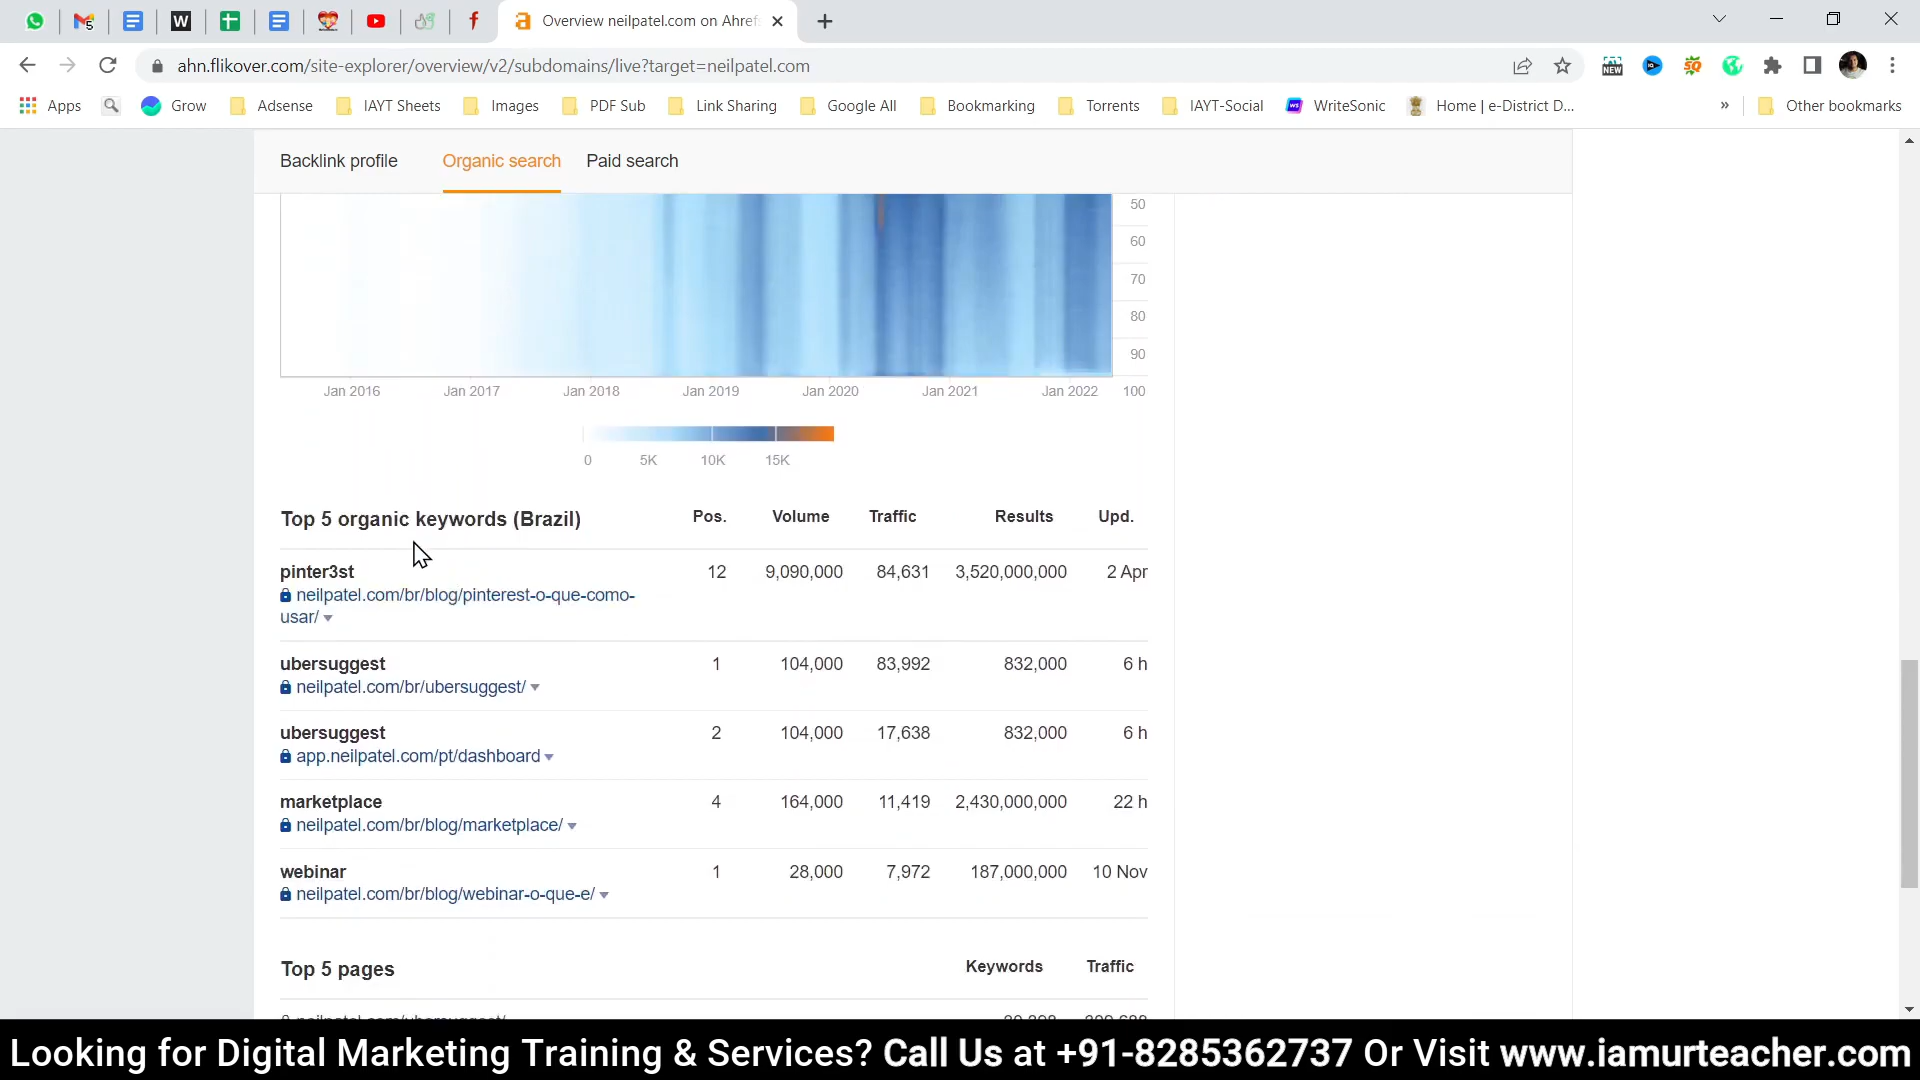 Overview neilpatel.com on Ahref
ahn.flikover.com/site-explorer/overview/v2/subdomains/live?target=neilpatel.com
Apps Grow Adsense IAYT Sheets Images PDF Sub Link Sharing Google All Bookmarking Torrents IAYT-Social WriteSonic Home | e-District D... » Other bookmarks
Backlink profile Organic search Paid search
50
60
70
80
90
Jan 2016 Jan 2017 Jan 2018 Jan 2019 Jan 2020 Jan 2021 Jan 2022 100
0 5K 10K 15K
Top 5 organic keywords (Brazil) Pos. Volume Traffic Results Upd.
pinter3st 12 9,090,000 84,631 3,520,000,000 2 Apr
neilpatel.com/br/blog/pinterest-o-que-como-
usar/
ubersuggest 1 104,000 83,992 832,000 6 h
neilpatel.com/br/ubersuggest/
ubersuggest 2 104,000 17,638 832,000 6 h
app.neilpatel.com/pt/dashboard
marketplace 4 164,000 11,419 2,430,000,000 22 h
neilpatel.com/br/blog/marketplace/
webinar 1 28,000 7,972 187,000,000 10 Nov
neilpatel.com/br/blog/webinar-o-que-e/
Top 5 pages Keywords Traffic
Looking for Digital Marketing Training & Services? Call Us at +91-8285362737 Or Visit www.iamurteacher.com